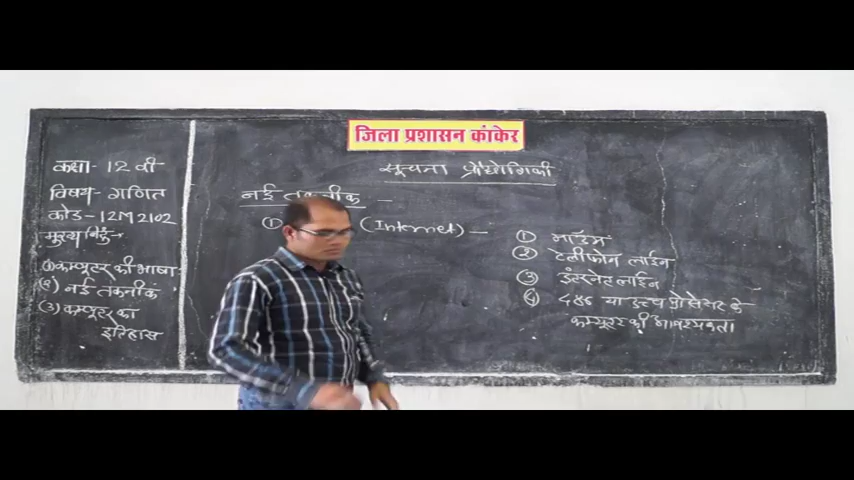 जिला प्रशासन कांकेर
सूचना प्रौद्योगिकी
कक्षा - 12 वी
विषय - गणित
कोड - 12M2102
मुख्य बिंदु →
(1) कम्प्यूटर की भाषा
(2) नई तकनीकं
(3) कम्प्यूटर का
इतिहास
नई तकनीक -
① (Internet) -
① मॉडम
② टेलीफोन लाईन
③ इंटरनेट लाईन
④ 486 या उच्च प्रोसेसर के
कम्प्यूटर की आवश्यकता